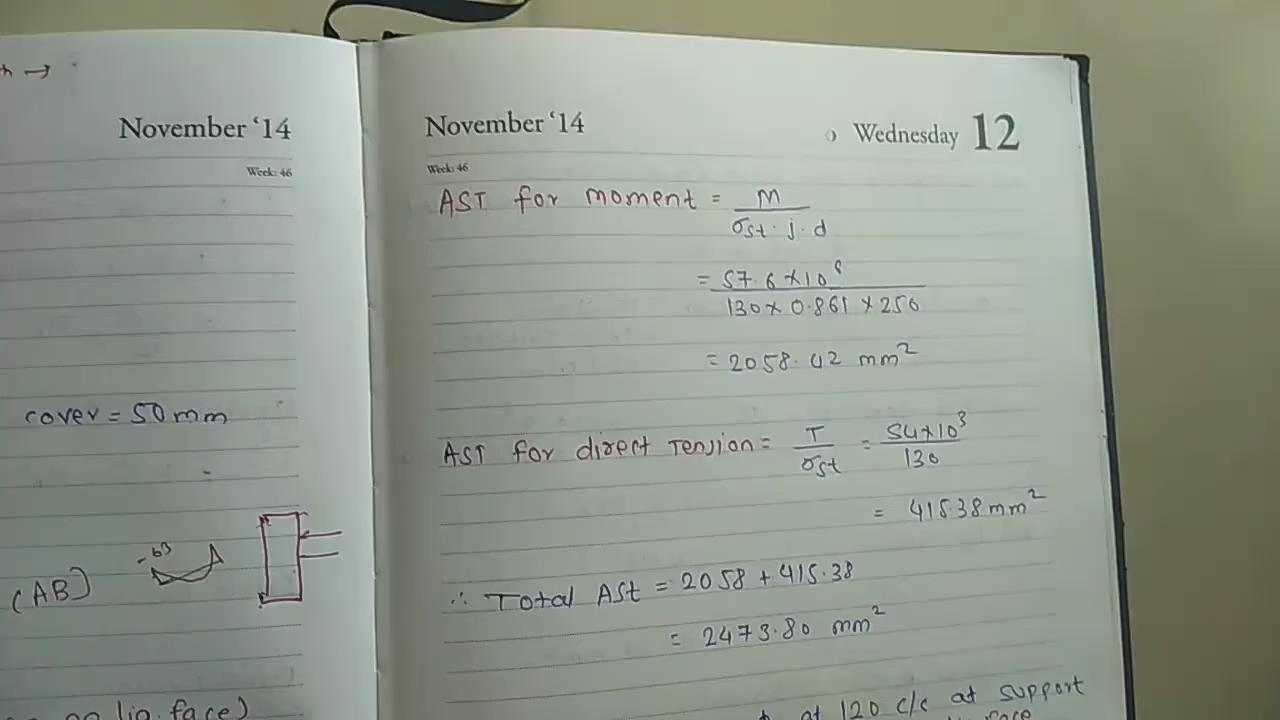 November ‘14
Week: 46
cover = 50 mm
(AB)
November ‘14
Wednesday 12
Week: 46
AST for moment = M / σst · j · d
= 57.6 × 10⁶ / 130 × 0.861 × 250
= 2058.42 mm²
AST for direct Tension = T / σst = 54×10³ / 130
= 415.38 mm²
∴ Total Ast = 2058 + 415.38
= 2473.80 mm²
at 120 c/c at support
face